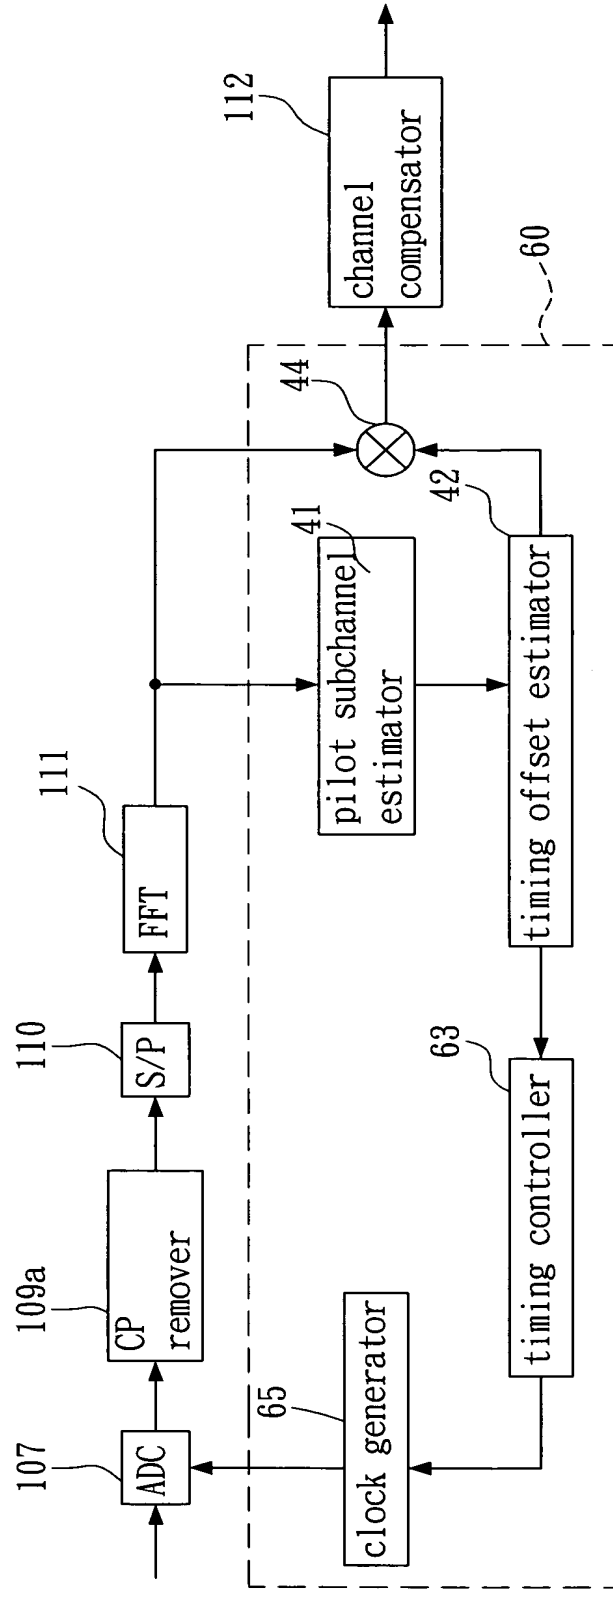 107
ADC
109a
CP
remover
110
S/P
111
FFT
65
clock generator
63
timing controller
41
pilot subchannel
estimator
42
timing offset estimator
44
60
112
channel
compensator